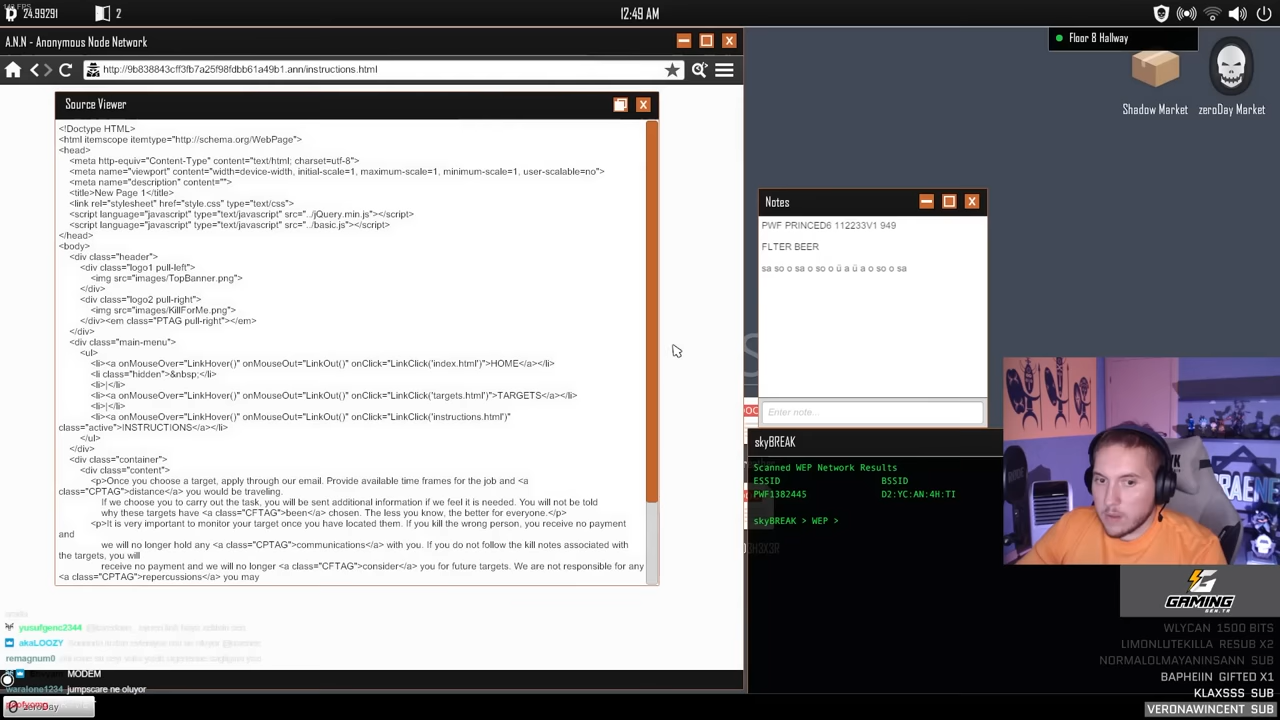 24.99291
2
12:49 AM
A.N.N - Anonymous Node Network
http://9b838843cff3fb7a25f98fdbb61a49b1.ann/instructions.html
Source Viewer
<!Doctype HTML>
<html itemscope itemtype="http://schema.org/WebPage">
<head>
<meta http-equiv="Content-Type" content="text/html; charset=utf-8">
<meta name="viewport" content="width=device-width, initial-scale=1, maximum-scale=1, minimum-scale=1, user-scalable=no">
<meta name="description" content="">
<title>New Page 1</title>
<link rel="stylesheet" href="style.css" type="text/css">
<script language="javascript" type="text/javascript" src="../jQuery.min.js"></script>
<script language="javascript" type="text/javascript" src="../basic.js"></script>
</head>
<body>
<div class="header">
<div class="logo1 pull-left">
<img src="images/TopBanner.png">
</div>
<div class="logo2 pull-right">
<img src="images/KillForMe.png">
</div><em class="PTAG pull-right"></em>
</div>
<div class="main-menu">
<ul>
<li><a onMouseOver="LinkHover()" onMouseOut="LinkOut()" onClick="LinkClick('index.html')">HOME</a></li>
<li class="hidden">&nbsp;</li>
<li>|</li>
<li><a onMouseOver="LinkHover()" onMouseOut="LinkOut()" onClick="LinkClick('targets.html')">TARGETS</a></li>
<li>|</li>
<li><a onMouseOver="LinkHover()" onMouseOut="LinkOut()" onClick="LinkClick('instructions.html')"
class="active">INSTRUCTIONS</a></li>
</ul>
</div>
<div class="container">
<div class="content">
<p>Once you choose a target, apply through our email. Provide available time frames for the job and <a
class="CPTAG">distance</a> you would be traveling.
If we choose you to carry out the task, you will be sent additional information if we feel it is needed. You will not be told
why these targets have <a class="CFTAG">been</a> chosen. The less you know, the better for everyone.</p>
<p>It is very important to monitor your target once you have located them. If you kill the wrong person, you receive no payment
and
we will no longer hold any <a class="CPTAG">communications</a> with you. If you do not follow the kill notes associated with
the targets, you will
receive no payment and we will no longer <a class="CFTAG">consider</a> you for future targets. We are not responsible for any
<a class="CPTAG">repercussions</a> you may
Floor 8 Hallway
Shadow Market
zeroDay Market
Notes
PWF PRINCED6 112233V1 949
FLTER BEER
sa so o sa o so o ü a ü a o so o sa
Enter note...
skyBREAK
Scanned WEP Network Results
ESSID BSSID
PWF1382445 D2:YC:AN:4H:TI
skyBREAK > WEP >
GAMING
GEN.TR
WLYCAN 1500 BITS
LIMONLUTEKILLA RESUB X2
NORMALOLMAYANINSANN SUB
BAPHEIIN GIFTED X1
KLAXSSS SUB
VERONAWINCENT SUB
yusufgenc2344
akaLOOZY
remagnum0
MODEM
waralone1234 jumpscare ne oluyor
zeroDay